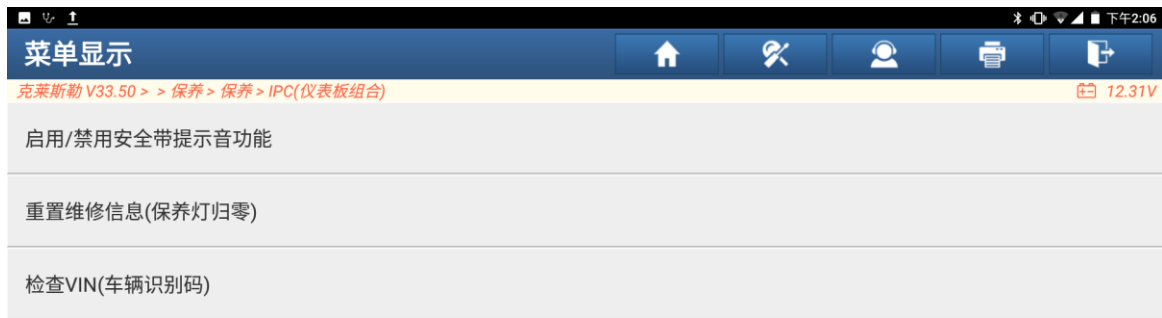 下午2:06
菜单显示
克莱斯勒 V33.50 > > 保养 > 保养 > IPC(仪表板组合) 12.31V
启用/禁用安全带提示音功能
重置维修信息(保养灯归零)
检查VIN(车辆识别码)